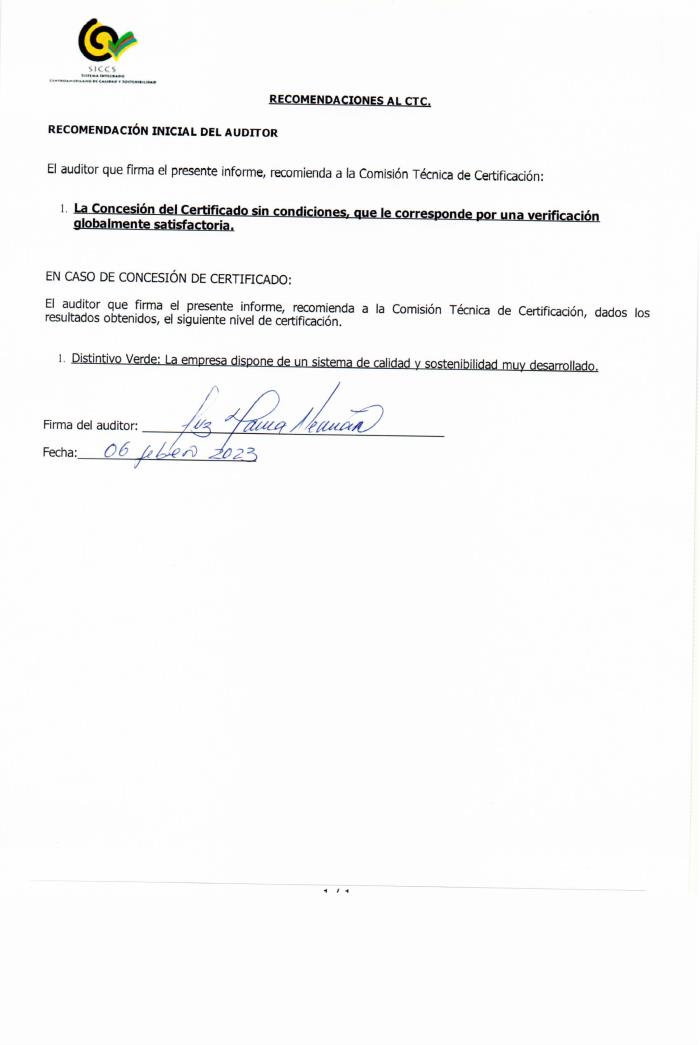 SICCS
SISTEMA INTEGRADO
CENTROAMERICANO DE CALIDAD Y SOSTENIBILIDAD
RECOMENDACIONES AL CTC.
RECOMENDACIÓN INICIAL DEL AUDITOR
El auditor que firma el presente informe, recomienda a la Comisión Técnica de Certificación:
1. La Concesión del Certificado sin condiciones, que le corresponde por una verificación
globalmente satisfactoria.
EN CASO DE CONCESIÓN DE CERTIFICADO:
El auditor que firma el presente informe, recomienda a la Comisión Técnica de Certificación, dados los
resultados obtenidos, el siguiente nivel de certificación.
1. Distintivo Verde: La empresa dispone de un sistema de calidad y sostenibilidad muy desarrollado.
Firma del auditor: Luz
Fecha: 06 febrero 2023
1 / 1